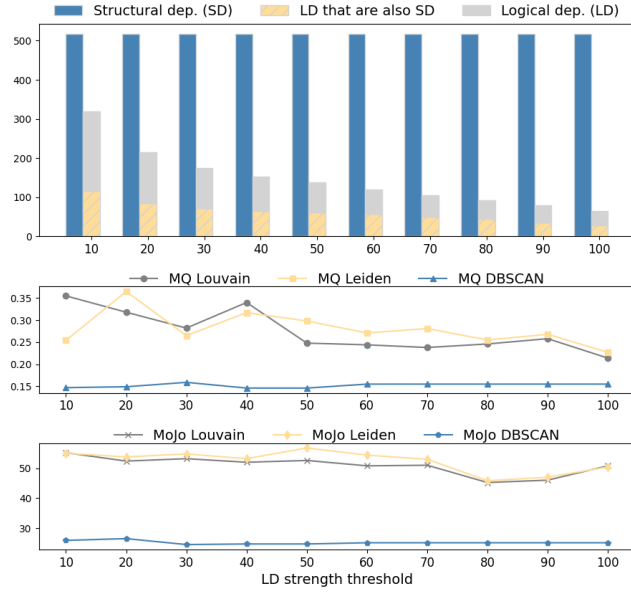 Structural dep. (SD) LD that are also SD Logical dep. (LD)
500
400
300
200
100
0
10 20 30 40 50 60 70 80 90 100
MQ Louvain MQ Leiden MQ DBSCAN
0.35
0.30
0.25
0.20
0.15
10 20 30 40 50 60 70 80 90 100
MoJo Louvain MoJo Leiden MoJo DBSCAN
50
40
30
10 20 30 40 50 60 70 80 90 100
LD strength threshold